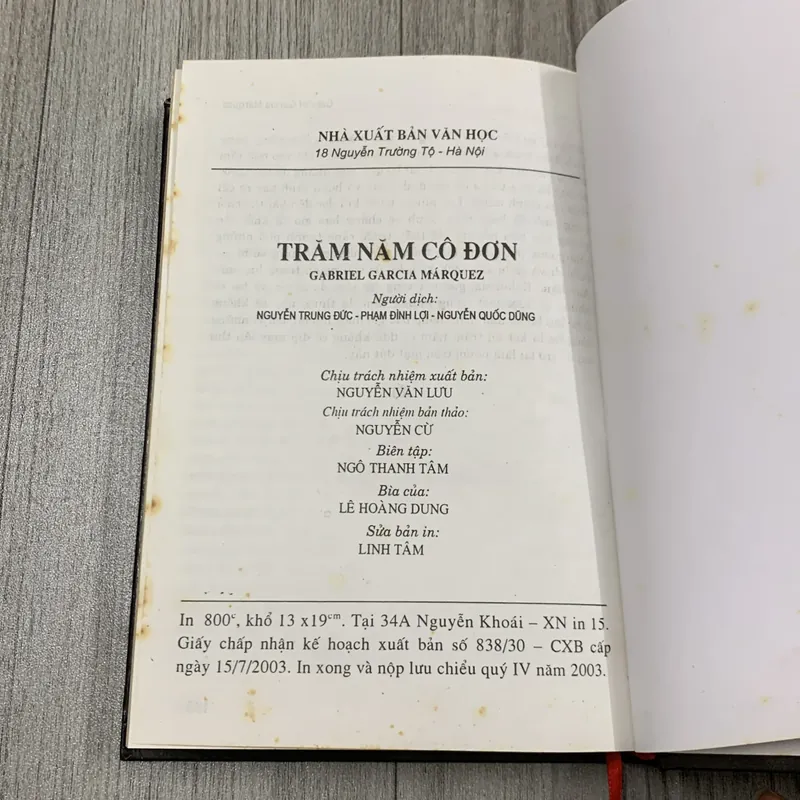 NHÀ XUẤT BẢN VĂN HỌC
18 Nguyễn Trường Tộ - Hà Nội
TRĂM NĂM CÔ ĐƠN
GABRIEL GARCIA MÁRQUEZ
Người dịch:
NGUYỄN TRUNG ĐỨC - PHẠM ĐÌNH LỢI - NGUYỄN QUỐC DŨNG
Chịu trách nhiệm xuất bản:
NGUYỄN VĂN LƯU
Chịu trách nhiệm bản thảo:
NGUYỄN CỪ
Biên tập:
NGÔ THANH TÂM
Bìa của:
LÊ HOÀNG DUNG
Sửa bản in:
LINH TÂM
In 800ᶜ, khổ 13 x19ᶜᵐ. Tại 34A Nguyễn Khoái – XN in 15.
Giấy chấp nhận kế hoạch xuất bản số 838/30 – CXB cấp
ngày 15/7/2003. In xong và nộp lưu chiểu quý IV năm 2003.